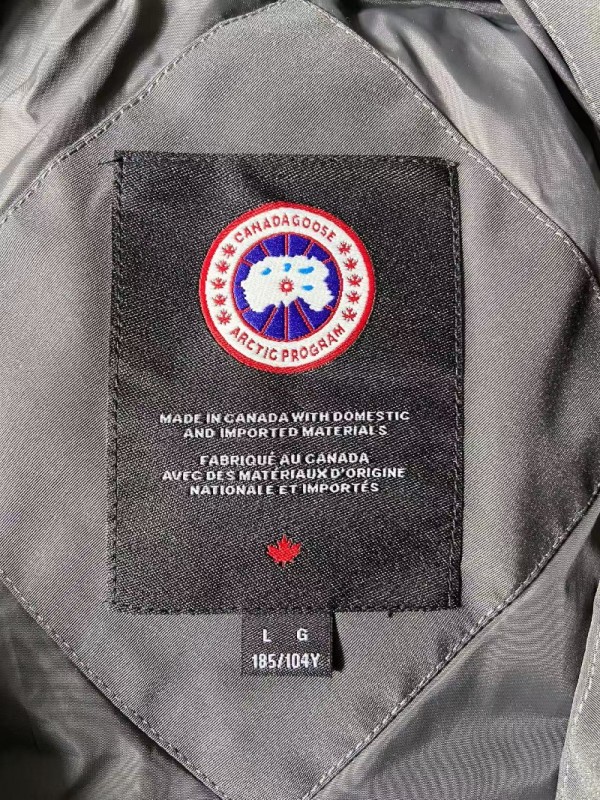 CANADA GOOSE
ARCTIC PROGRAM
MADE IN CANADA WITH DOMESTIC
AND IMPORTED MATERIALS
FABRIQUÉ AU CANADA
AVEC DES MATÉRIAUX D'ORIGINE
NATIONALE ET IMPORTÉS
L G
185/104Y